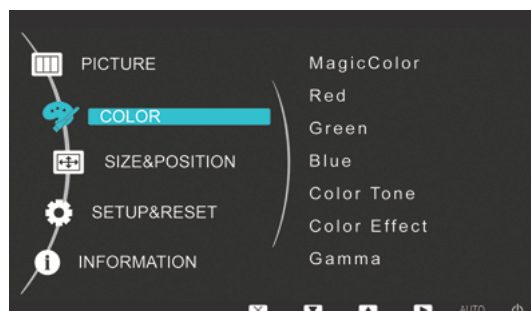 PICTURE
COLOR
SIZE&POSITION
SETUP&RESET
INFORMATION
MagicColor
Red
Green
Blue
Color Tone
Color Effect
Gamma
AUTO